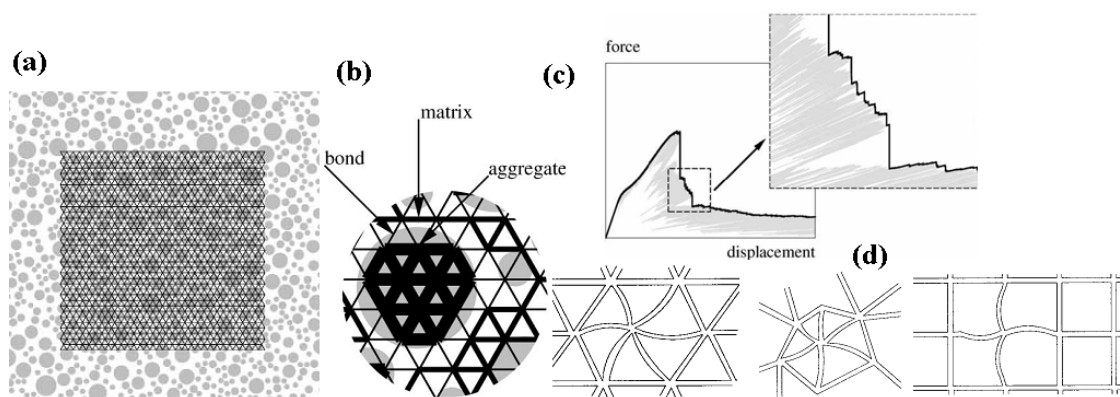 (a)
(b)
matrix
bond
aggregate
(c)
force
displacement
(d)